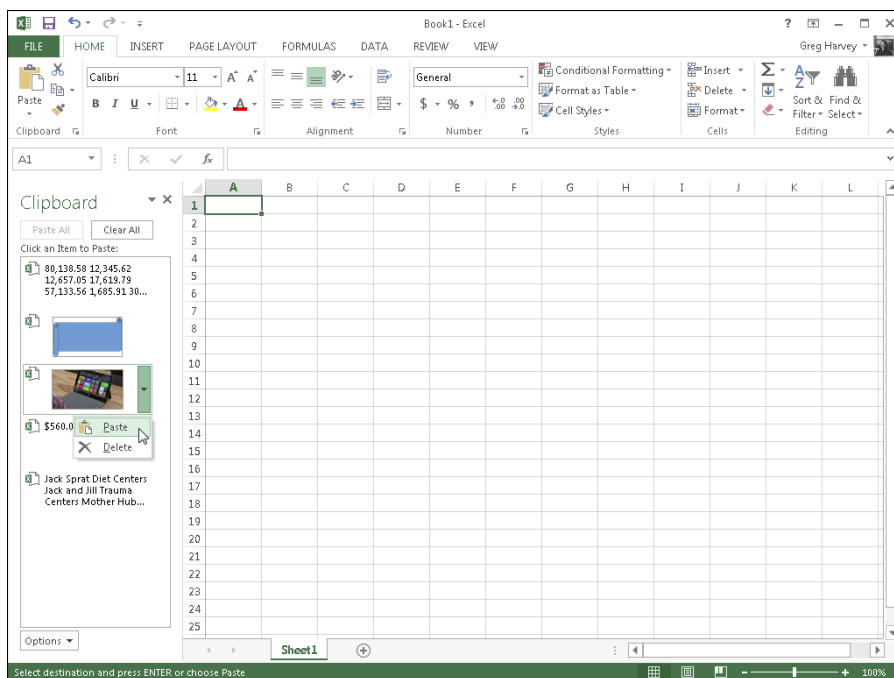 Book1 - Excel
?
FILE HOME INSERT PAGE LAYOUT FORMULAS DATA REVIEW VIEW Greg Harvey
Paste
Calibri 11 A A
B I U A
General
$ % , .0 .00
Conditional Formatting
Format as Table
Cell Styles
Insert
Delete
Format
Σ
A Z
Sort & Filter
Find & Select
Clipboard Font Alignment Number Styles Cells Editing
A1 fx
Clipboard
Paste All Clear All
Click an Item to Paste:
80,138.58 12,345.62
12,657.05 17,619.79
57,133.56 1,685.91 30...
$560.0
Paste
Delete
Jack Sprat Diet Centers
Jack and Jill Trauma
Centers Mother Hub...
Options
A B C D E F G H I J K L
1
2
3
4
5
6
7
8
9
10
11
12
13
14
15
16
17
18
19
20
21
22
23
24
25
Sheet1
Select destination and press ENTER or choose Paste 100%